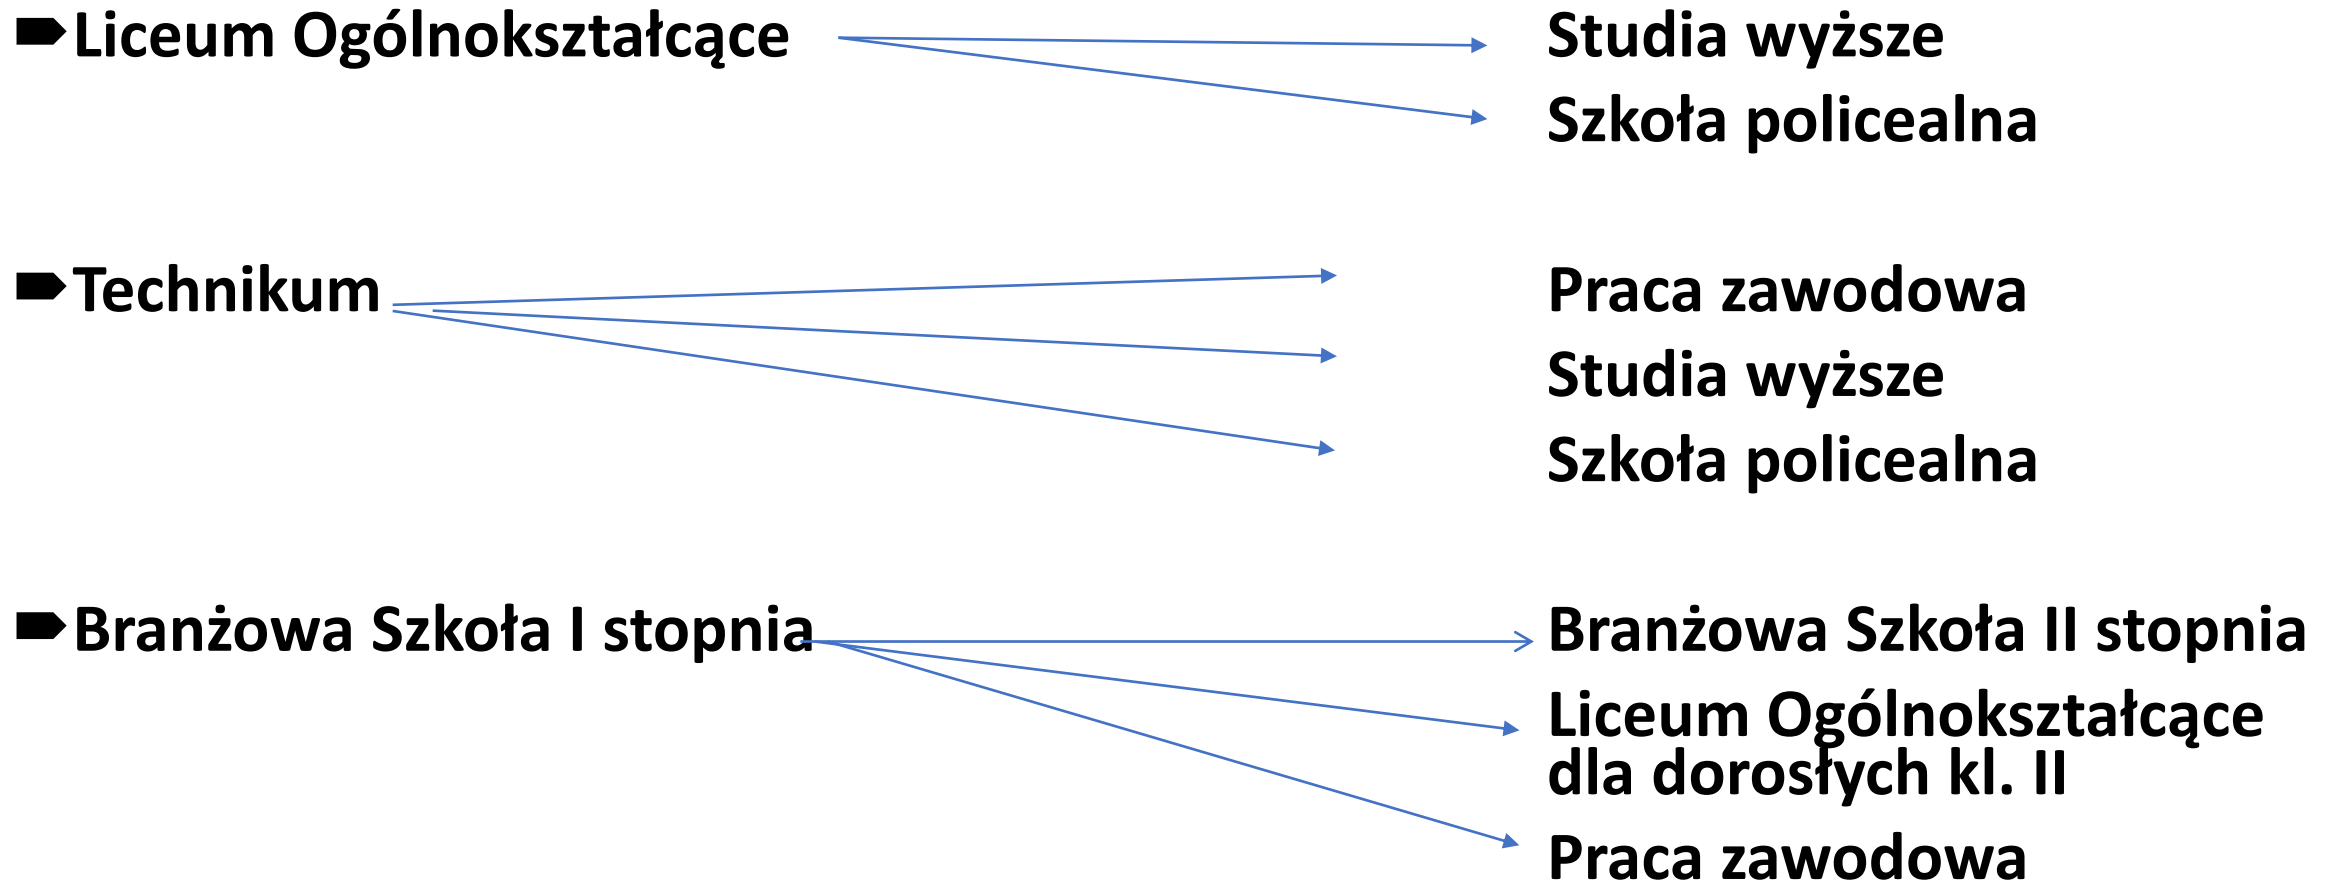 Liceum Ogólnokształcące
Studia wyższe
Szkoła policealna
Technikum
Praca zawodowa
Studia wyższe
Szkoła policealna
Branżowa Szkoła I stopnia
Branżowa Szkoła II stopnia
Liceum Ogólnokształcące
dla dorosłych kl. II
Praca zawodowa